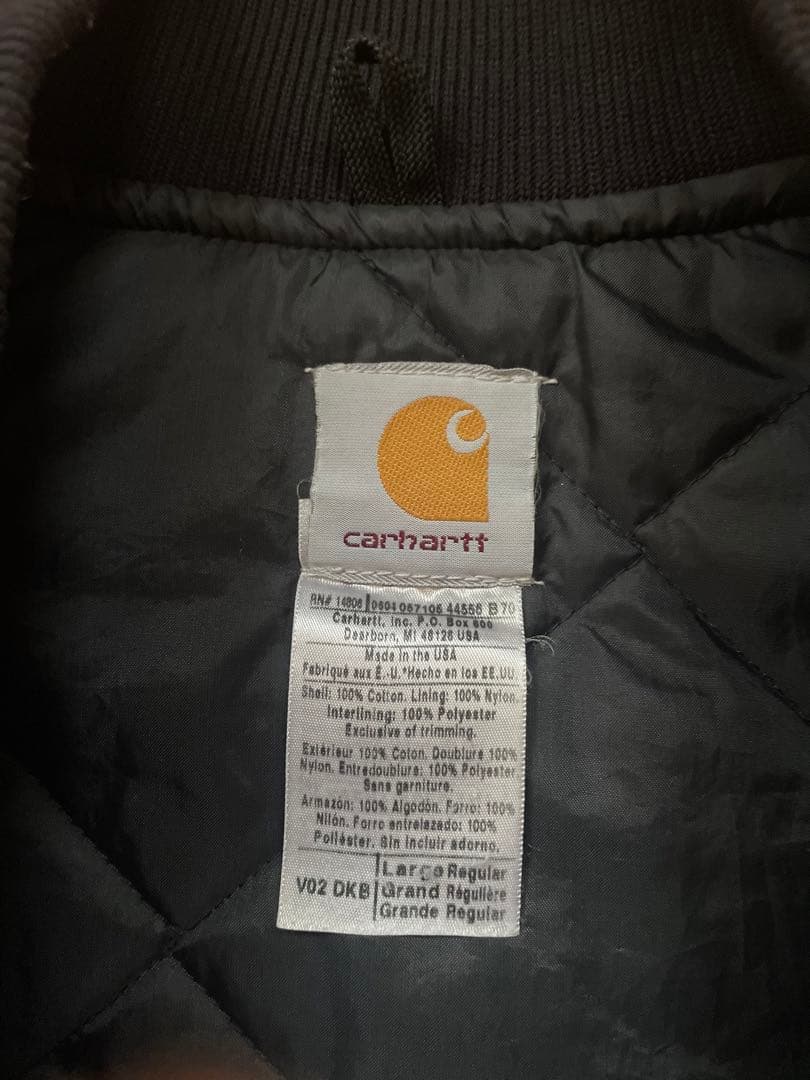 carhartt
RN# 14806 0604 057106 44556 B 70
Carhartt, Inc. P.O. Box 600
Dearborn, MI 48126 USA
Made in the USA
Fabriqué aux É.-U.*Hecho en los EE.UU.
Shell: 100% Cotton. Lining: 100% Nylon.
Interlining: 100% Polyester
Exclusive of trimming.
Extérieur 100% Coton. Doublure 100%
Nylon. Entredoublure: 100% Polyester
Sans garniture.
Armazón: 100% Algodón. Forro: 100%
Nilón. Forro entrelazado: 100%
Poliéster. Sin incluir adorno.
Large Regular
V02 DKB Grand Régulière
Grande Regular